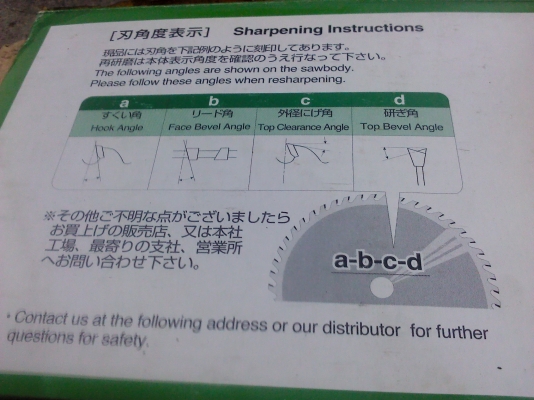 [刃角度表示] Sharpening Instructions
現品には刃角を下記例のように刻印してあります。
再研磨は本体表示角度を確認のうえ行なって下さい。
The following angles are shown on the sawbody.
Please follow these angles when resharpening.
a b c d
すくい角 リード角 外径にげ角 研ぎ角
Hook Angle Face Bevel Angle Top Clearance Angle Top Bevel Angle
※その他ご不明な点がございましたら
お買上げの販売店、又は本社
工場、最寄りの支社、営業所
へお問い合わせ下さい。
a-b-c-d
・Contact us at the following address or our distributor for further
questions for safety.